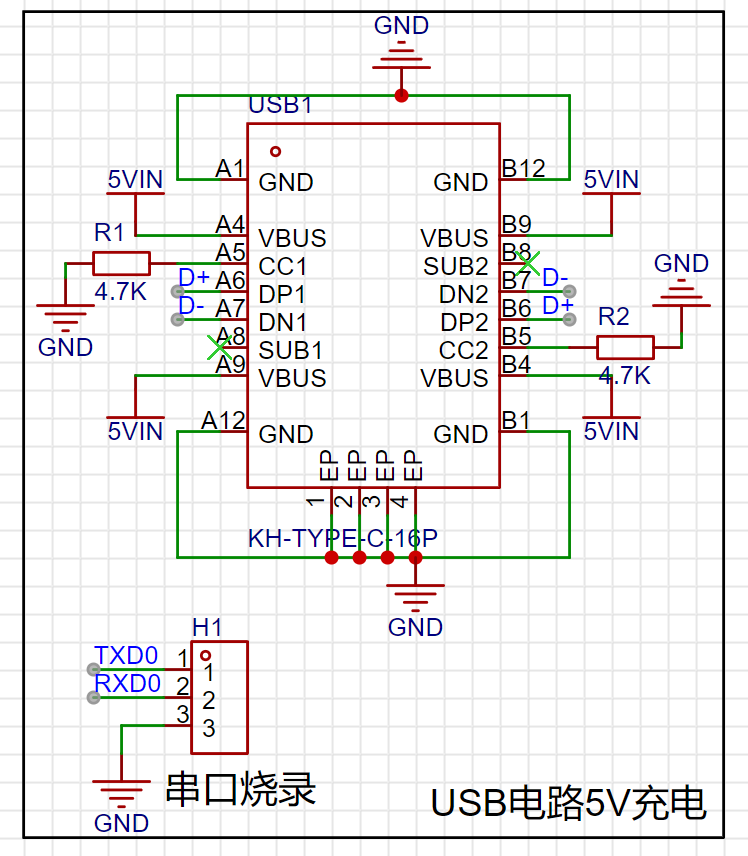 GND
USB1
A1
GND
GND
B12
5VIN
5VIN
A4
VBUS
VBUS
B9
R1
A5
CC1
SUB2
B8
GND
4.7K
D+
A6
DP1
DN2
B7
D-
D-
A7
DN1
DP2
B6
D+
R2
GND
A8
SUB1
CC2
B5
4.7K
A9
VBUS
VBUS
B4
5VIN
5VIN
A12
GND
GND
B1
EP EP EP EP
1 2 3 4
KH-TYPE-C-16P
GND
H1
TXD0
1
1
RXD0
2
2
3
3
串口烧录
USB电路5V充电
GND